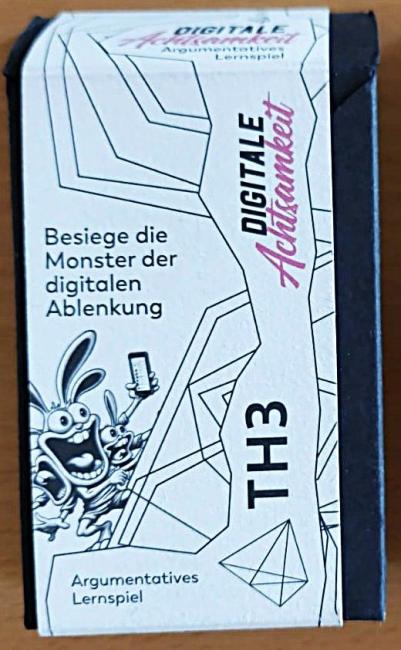 DIGITALE
Achtsamkeit
Argumentatives
Lernspiel
DIGITALE
Achtsamkeit
Besiege die
Monster der
digitalen
Ablenkung
TH3
Argumentatives
Lernspiel